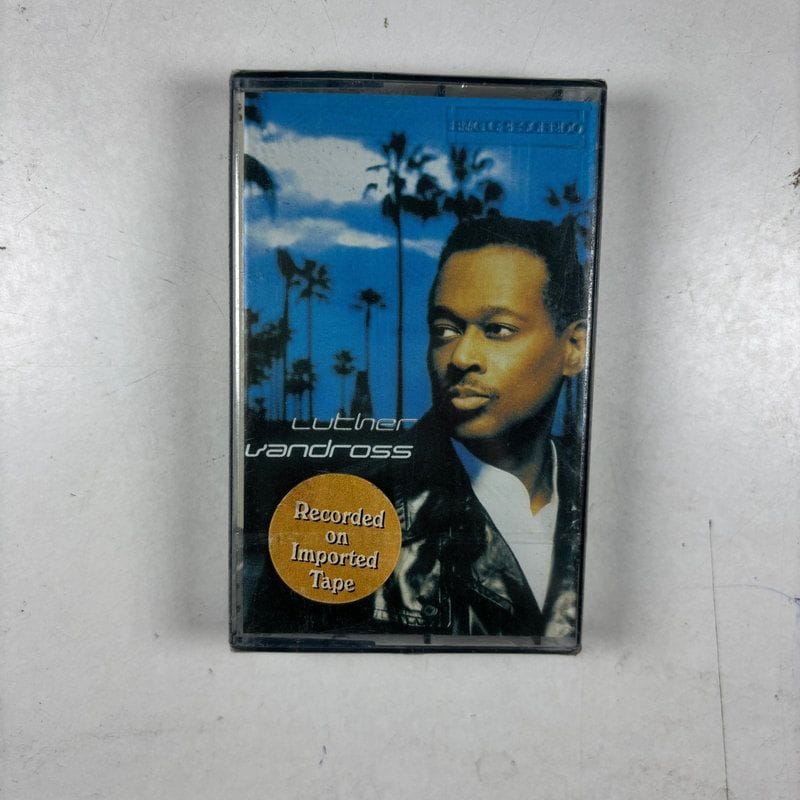 Luther
Vandross
Recorded
on
Imported
Tape